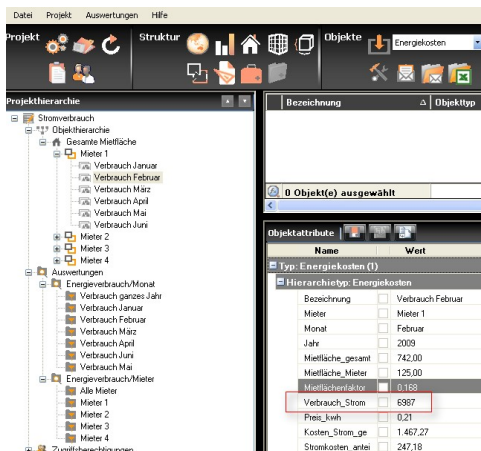 Datei Projekt Auswertungen Hilfe
Projekt Struktur Objekte Energiekosten
Projekthierarchie
Stromverbrauch
Objekthierarchie
Gesamte Mietfläche
Mieter 1
Verbrauch Januar
Verbrauch Februar
Verbrauch März
Verbrauch April
Verbrauch Mai
Verbrauch Juni
Mieter 2
Mieter 3
Mieter 4
Auswertungen
Energieverbrauch/Monat
Verbrauch ganzes Jahr
Verbrauch Januar
Verbrauch Februar
Verbrauch März
Verbrauch April
Verbrauch Juni
Verbrauch Mai
Energieverbrauch/Mieter
Alle Mieter
Mieter 1
Mieter 2
Mieter 3
Mieter 4
Zugriffsberechtigungen
Bezeichnung Objekttyp
0 Objekt(e) ausgewählt
Objektattribute
Name Wert
Typ: Energiekosten (1)
Hierarchietyp: Energiekosten
Bezeichnung Verbrauch Februar
Mieter Mieter 1
Monat Februar
Jahr 2009
Mietfläche_gesamt 742,00
Mietfläche_Mieter 125,00
Mietflächenfaktor 0,168
Verbrauch_Strom 6987
Preis_kwh 0,21
Kosten_Strom_ge 1.467,27
Stromkosten_antei 247,18